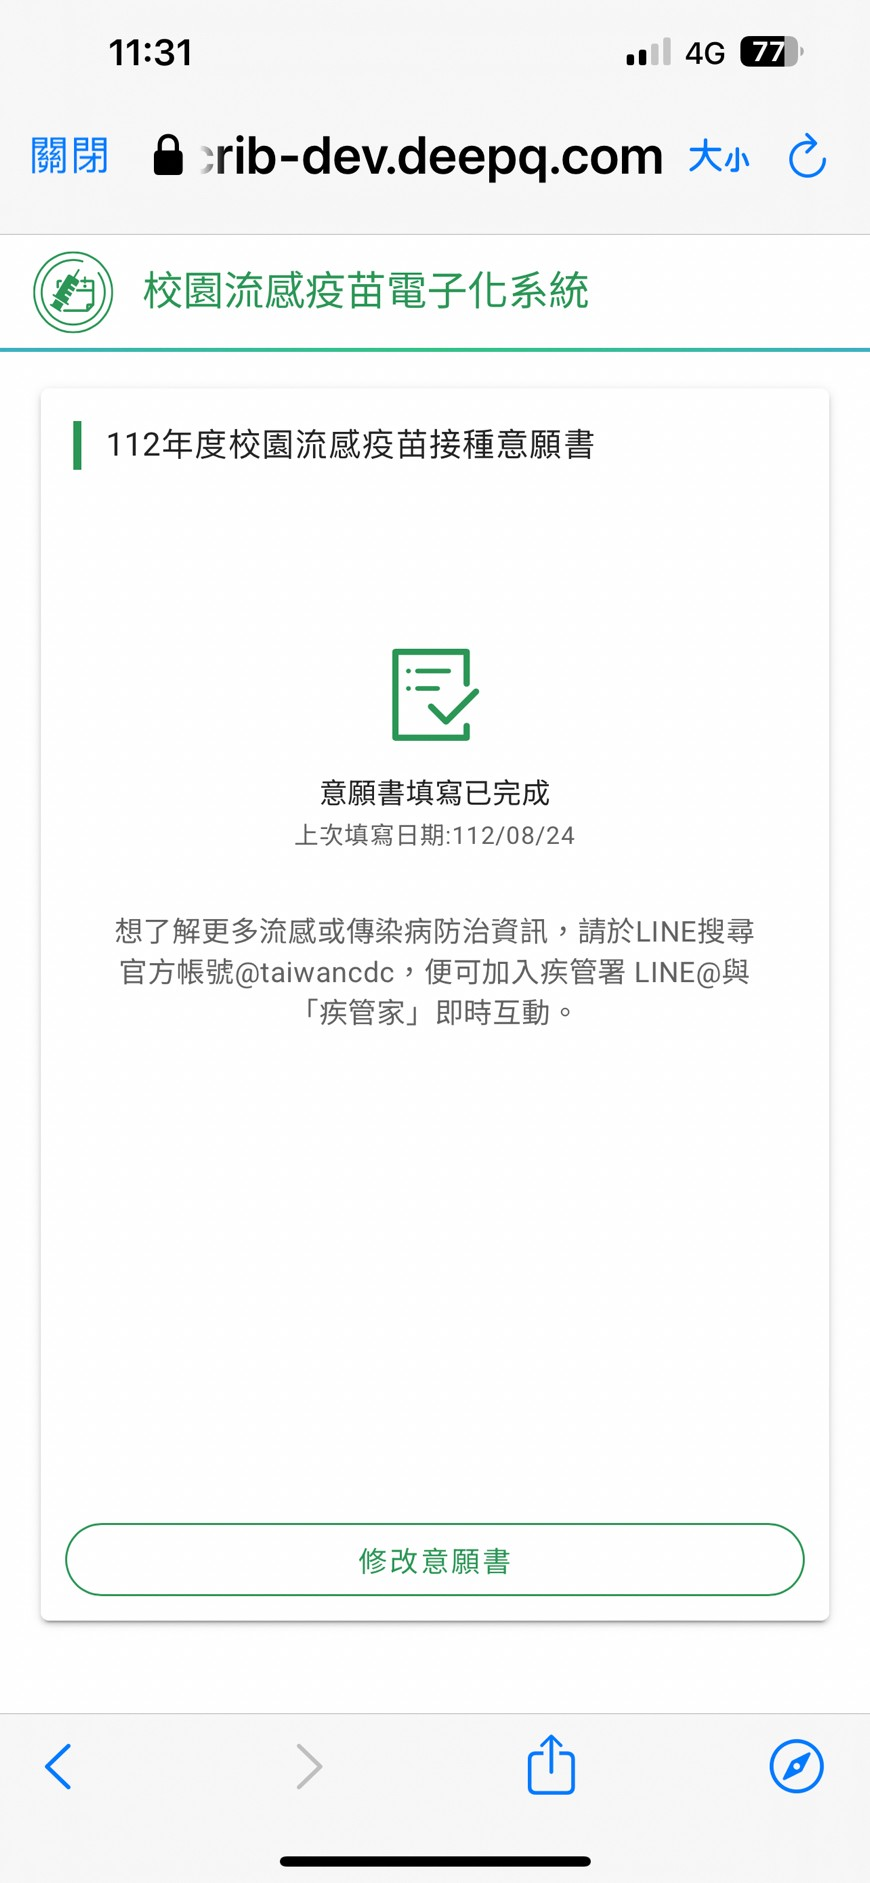 11:31
4G 77
關閉
crib-dev.deepq.com
大小
校園流感疫苗電子化系統
112年度校園流感疫苗接種意願書
意願書填寫已完成
上次填寫日期:112/08/24
想了解更多流感或傳染病防治資訊，請於LINE搜尋
官方帳號@taiwancdc，便可加入疾管署 LINE@與
「疾管家」即時互動。
修改意願書